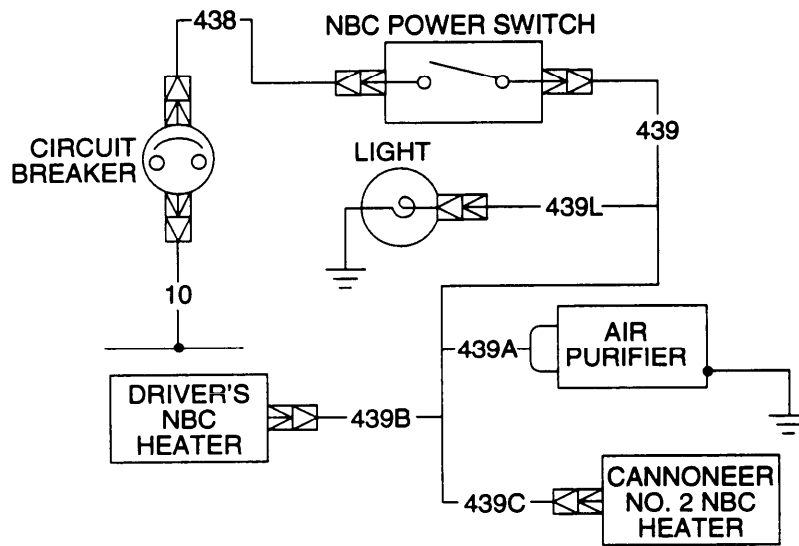 438
NBC POWER SWITCH
CIRCUIT
BREAKER
LIGHT
439
439L
10
439A
AIR
PURIFIER
DRIVER'S
NBC
HEATER
439B
439C
CANNONEER
NO. 2 NBC
HEATER